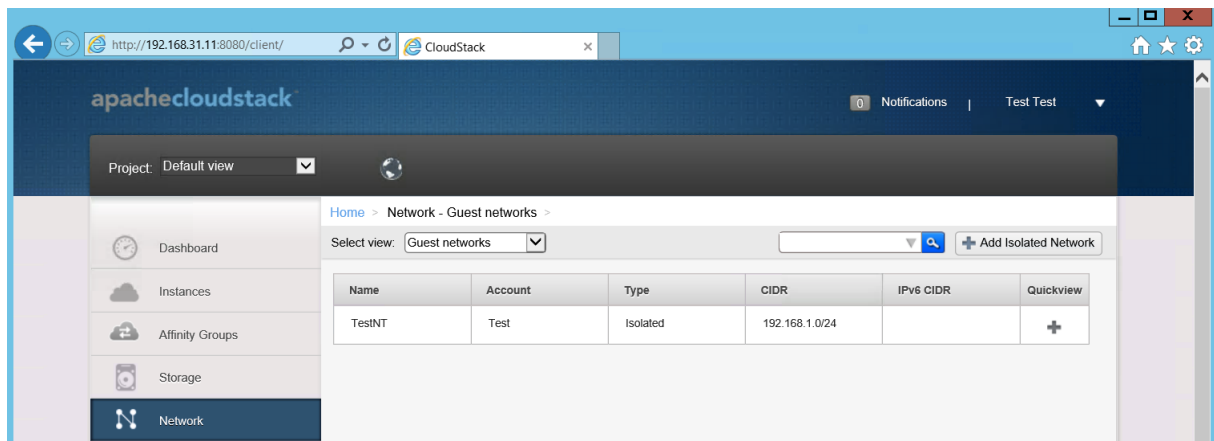 http://192.168.31.11:8080/client/ CloudStack
apachecloudstack
0 Notifications | Test Test
Project: Default view
Home > Network - Guest networks >
Select view: Guest networks Add Isolated Network
Dashboard
Instances
Affinity Groups
Storage
Network
Name Account Type CIDR IPv6 CIDR Quickview
TestNT Test Isolated 192.168.1.0/24